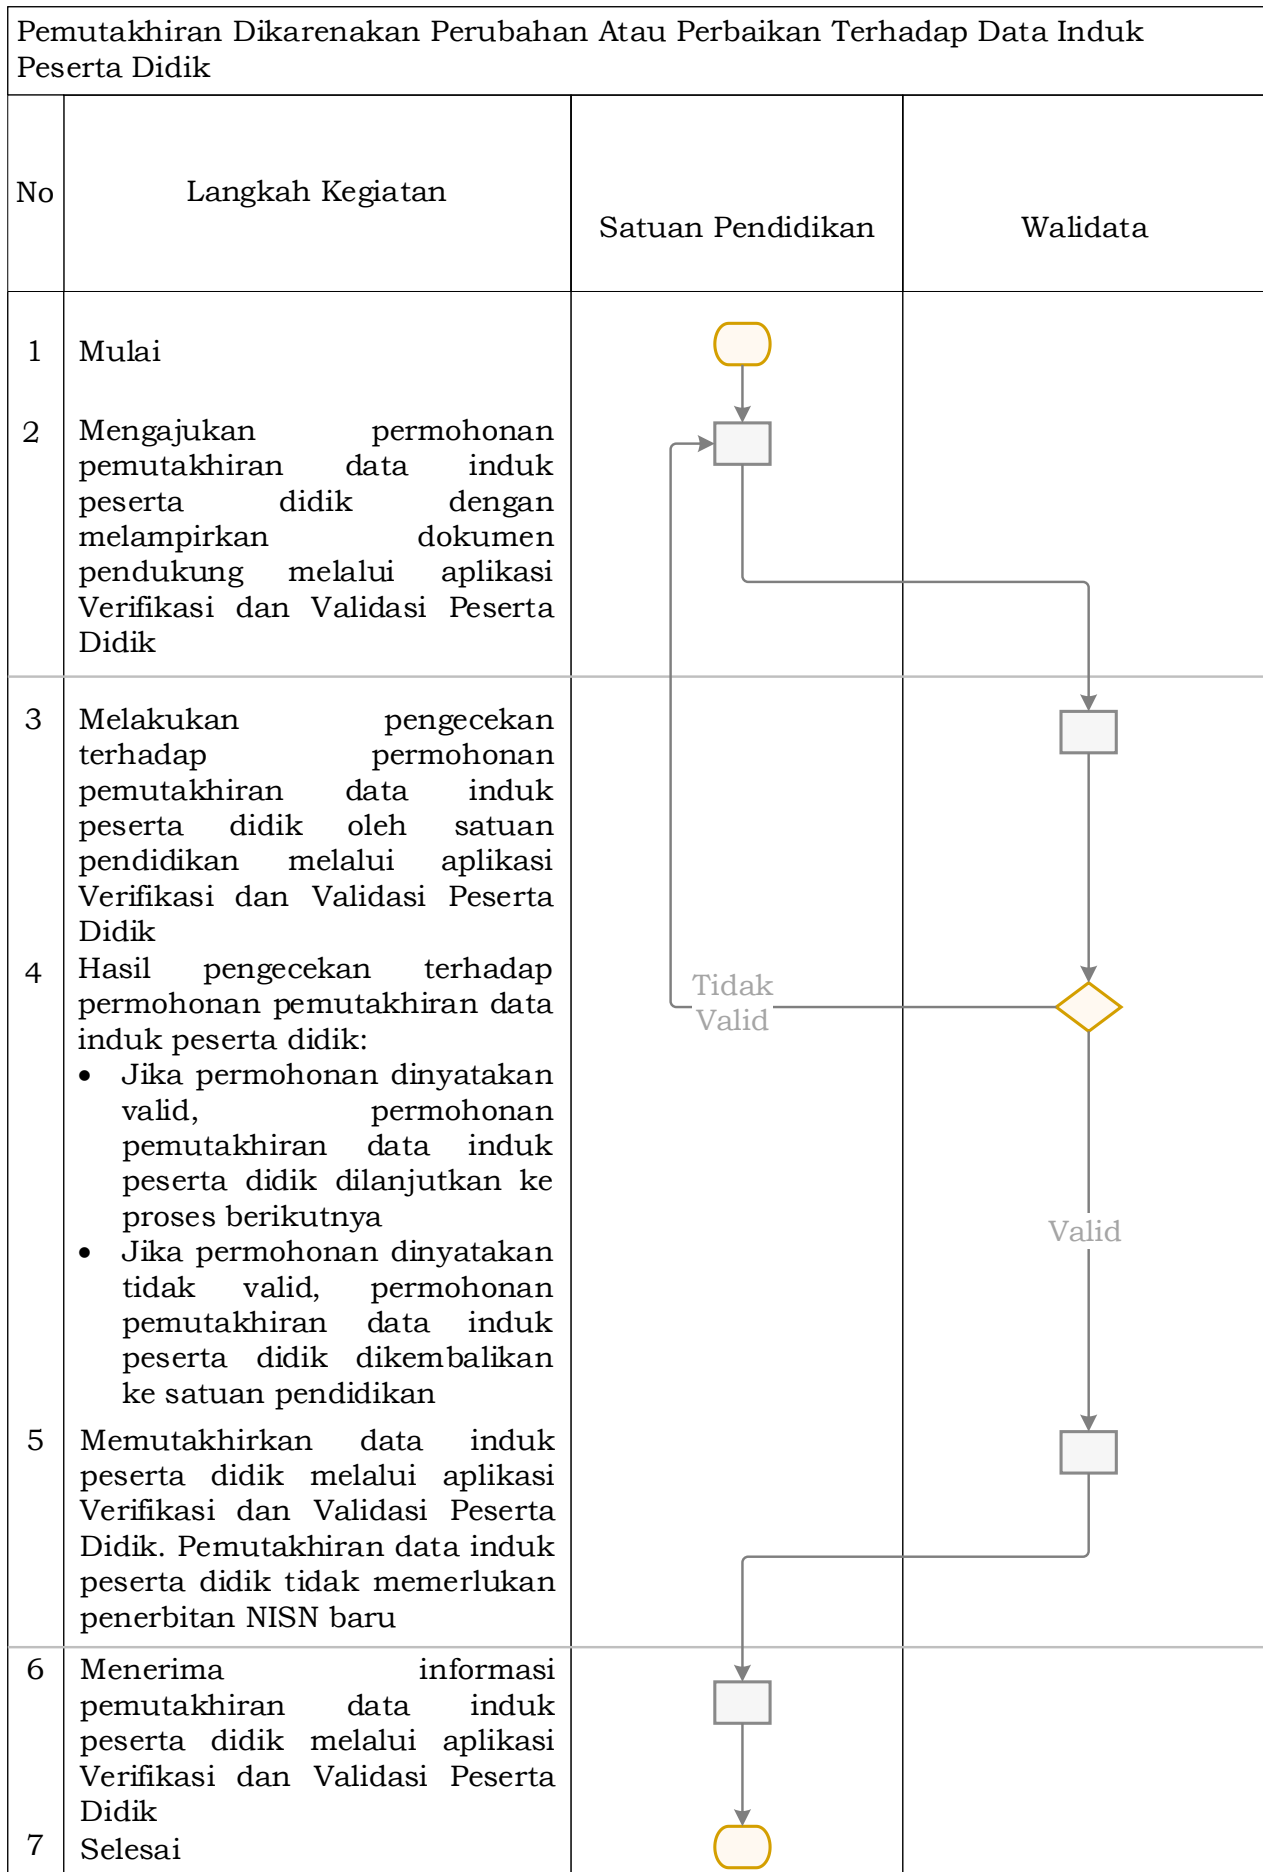 Pemutakhiran Dikarenakan Perubahan Atau Perbaikan Terhadap Data Induk
Peserta Didik
No
Langkah Kegiatan
Satuan Pendidikan
Walidata
1
Mulai
2
Mengajukan permohonan
pemutakhiran data induk
peserta didik dengan
melampirkan dokumen
pendukung melalui aplikasi
Verifikasi dan Validasi Peserta
Didik
3
Melakukan pengecekan
terhadap permohonan
pemutakhiran data induk
peserta didik oleh satuan
pendidikan melalui aplikasi
Verifikasi dan Validasi Peserta
Didik
4
Hasil pengecekan terhadap
permohonan pemutakhiran data
induk peserta didik:
• Jika permohonan dinyatakan
valid, permohonan
pemutakhiran data induk
peserta didik dilanjutkan ke
proses berikutnya
• Jika permohonan dinyatakan
tidak valid, permohonan
pemutakhiran data induk
peserta didik dikembalikan
ke satuan pendidikan
Tidak
Valid
Valid
5
Memutakhirkan data induk
peserta didik melalui aplikasi
Verifikasi dan Validasi Peserta
Didik. Pemutakhiran data induk
peserta didik tidak memerlukan
penerbitan NISN baru
6
Menerima informasi
pemutakhiran data induk
peserta didik melalui aplikasi
Verifikasi dan Validasi Peserta
Didik
7
Selesai